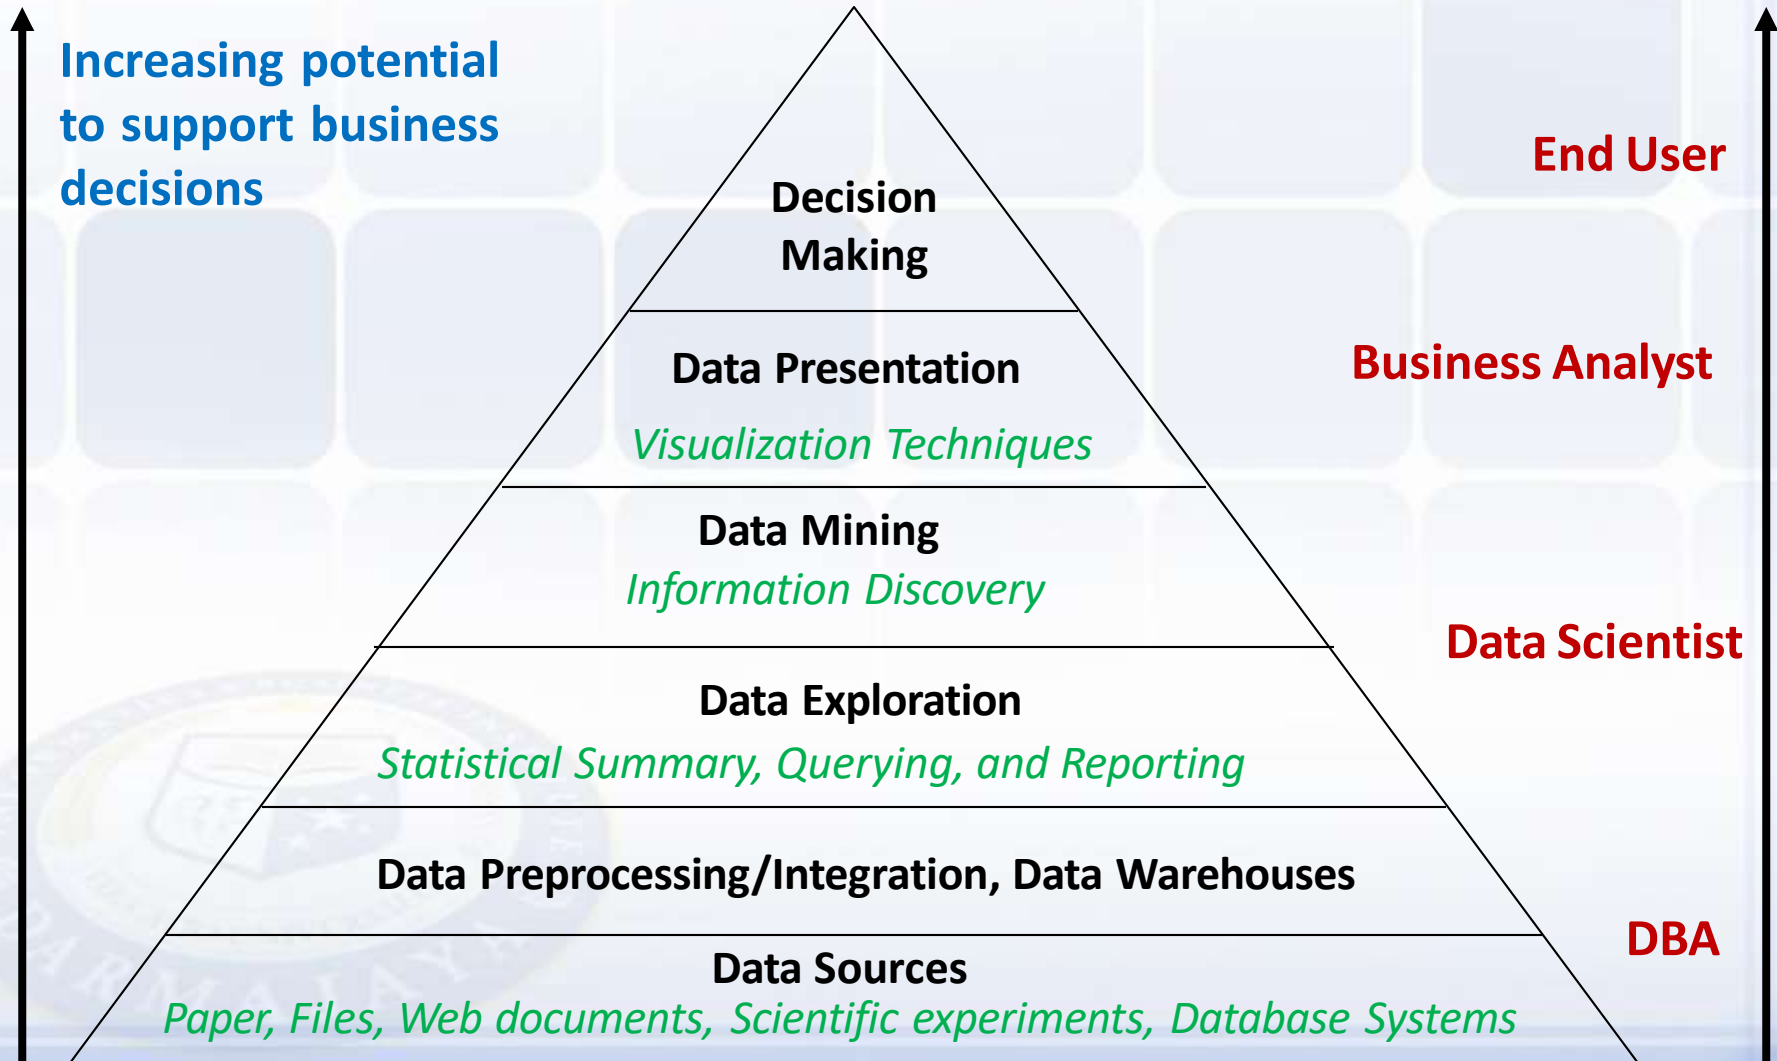 Increasing potential
to support business
decisions
End User
Decision
Making
Business Analyst
Data Presentation
Visualization Techniques
Data Mining
Information Discovery
Data Scientist
Data Exploration
Statistical Summary, Querying, and Reporting
Data Preprocessing/Integration, Data Warehouses
DBA
Data Sources
Paper, Files, Web documents, Scientific experiments, Database Systems
DARMAJAYA